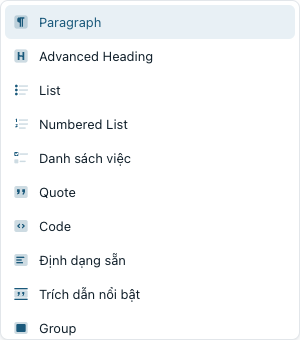 Paragraph
Advanced Heading
List
Numbered List
Danh sách việc
Quote
Code
Định dạng sẵn
Trích dẫn nổi bật
Group